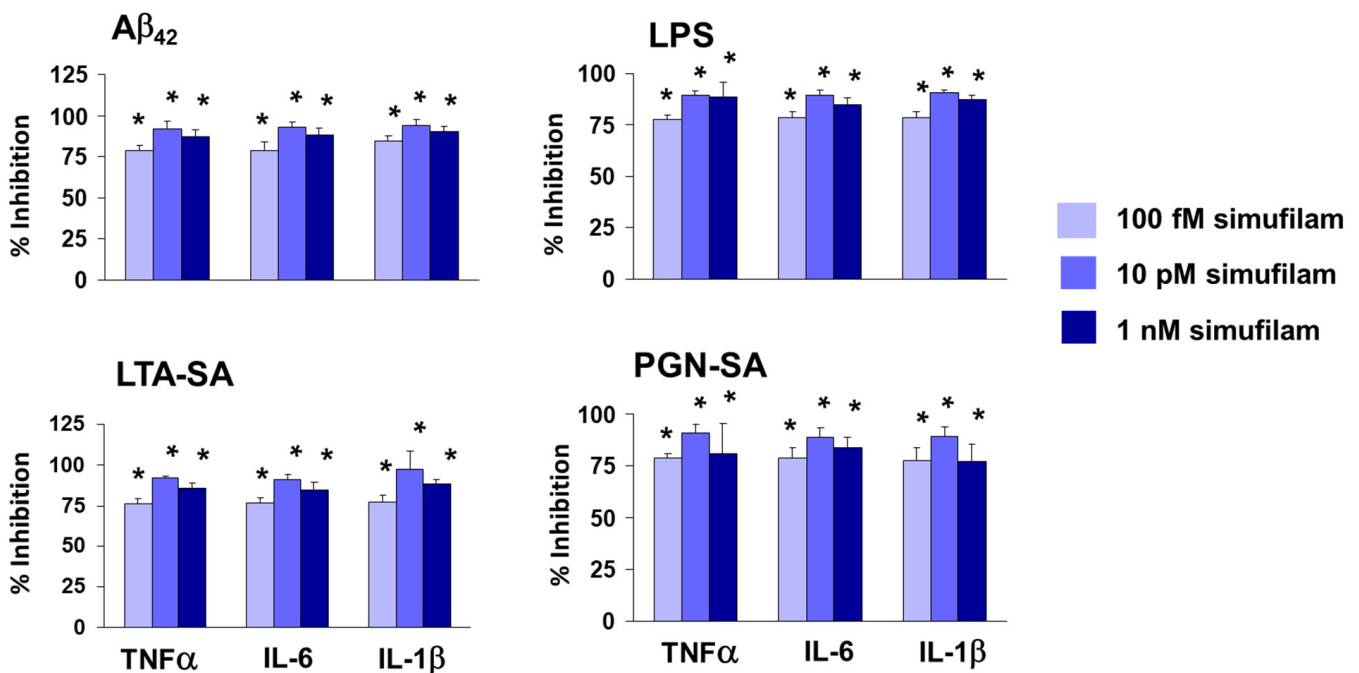 Aβ42
% Inhibition
125
100
75
50
25
0
* * * * * * * * *
LPS
% Inhibition
100
75
50
25
0
* * * * * * * * *
100 fM simufilam
10 pM simufilam
1 nM simufilam
LTA-SA
% Inhibition
125
100
75
50
25
0
* * * * * * * * *
TNFα IL-6 IL-1β
PGN-SA
% Inhibition
100
75
50
25
0
* * * * * * * * *
TNFα IL-6 IL-1β